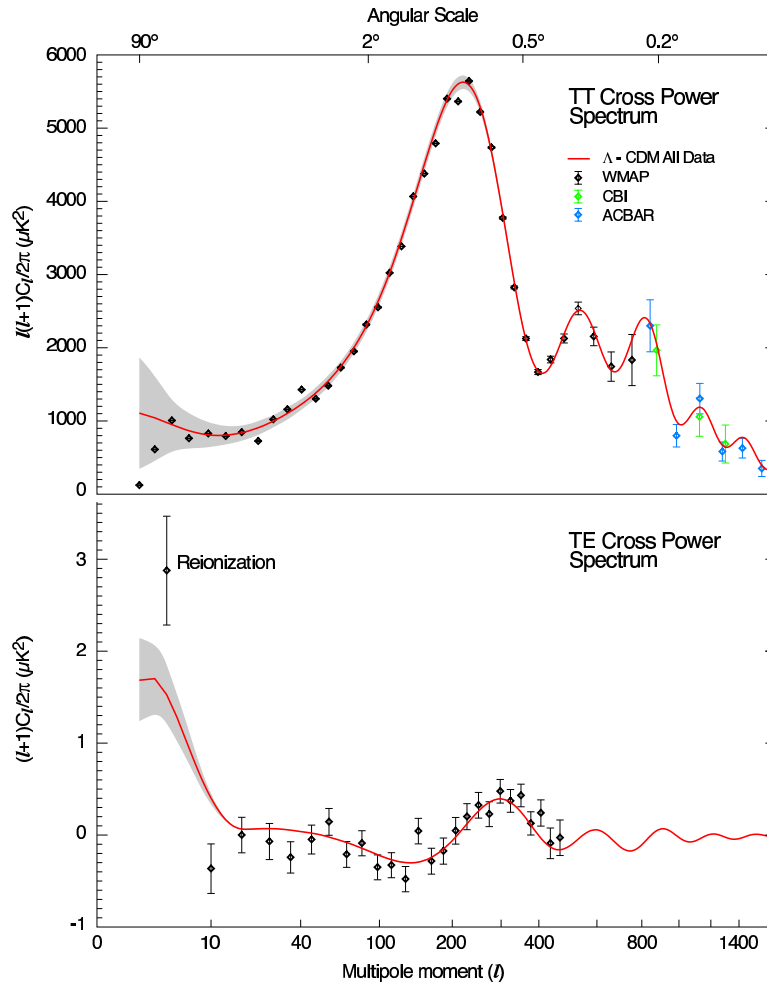 Angular Scale
90° 2° 0.5° 0.2°
6000
5000
4000
3000
2000
1000
0
l(l+1)Cl/2π (μK²)
TT Cross Power
Spectrum
Λ - CDM All Data
WMAP
CBI
ACBAR
3
2
1
0
-1
(l+1)Cl/2π (μK²)
Reionization
TE Cross Power
Spectrum
0 10 40 100 200 400 800 1400
Multipole moment (l)